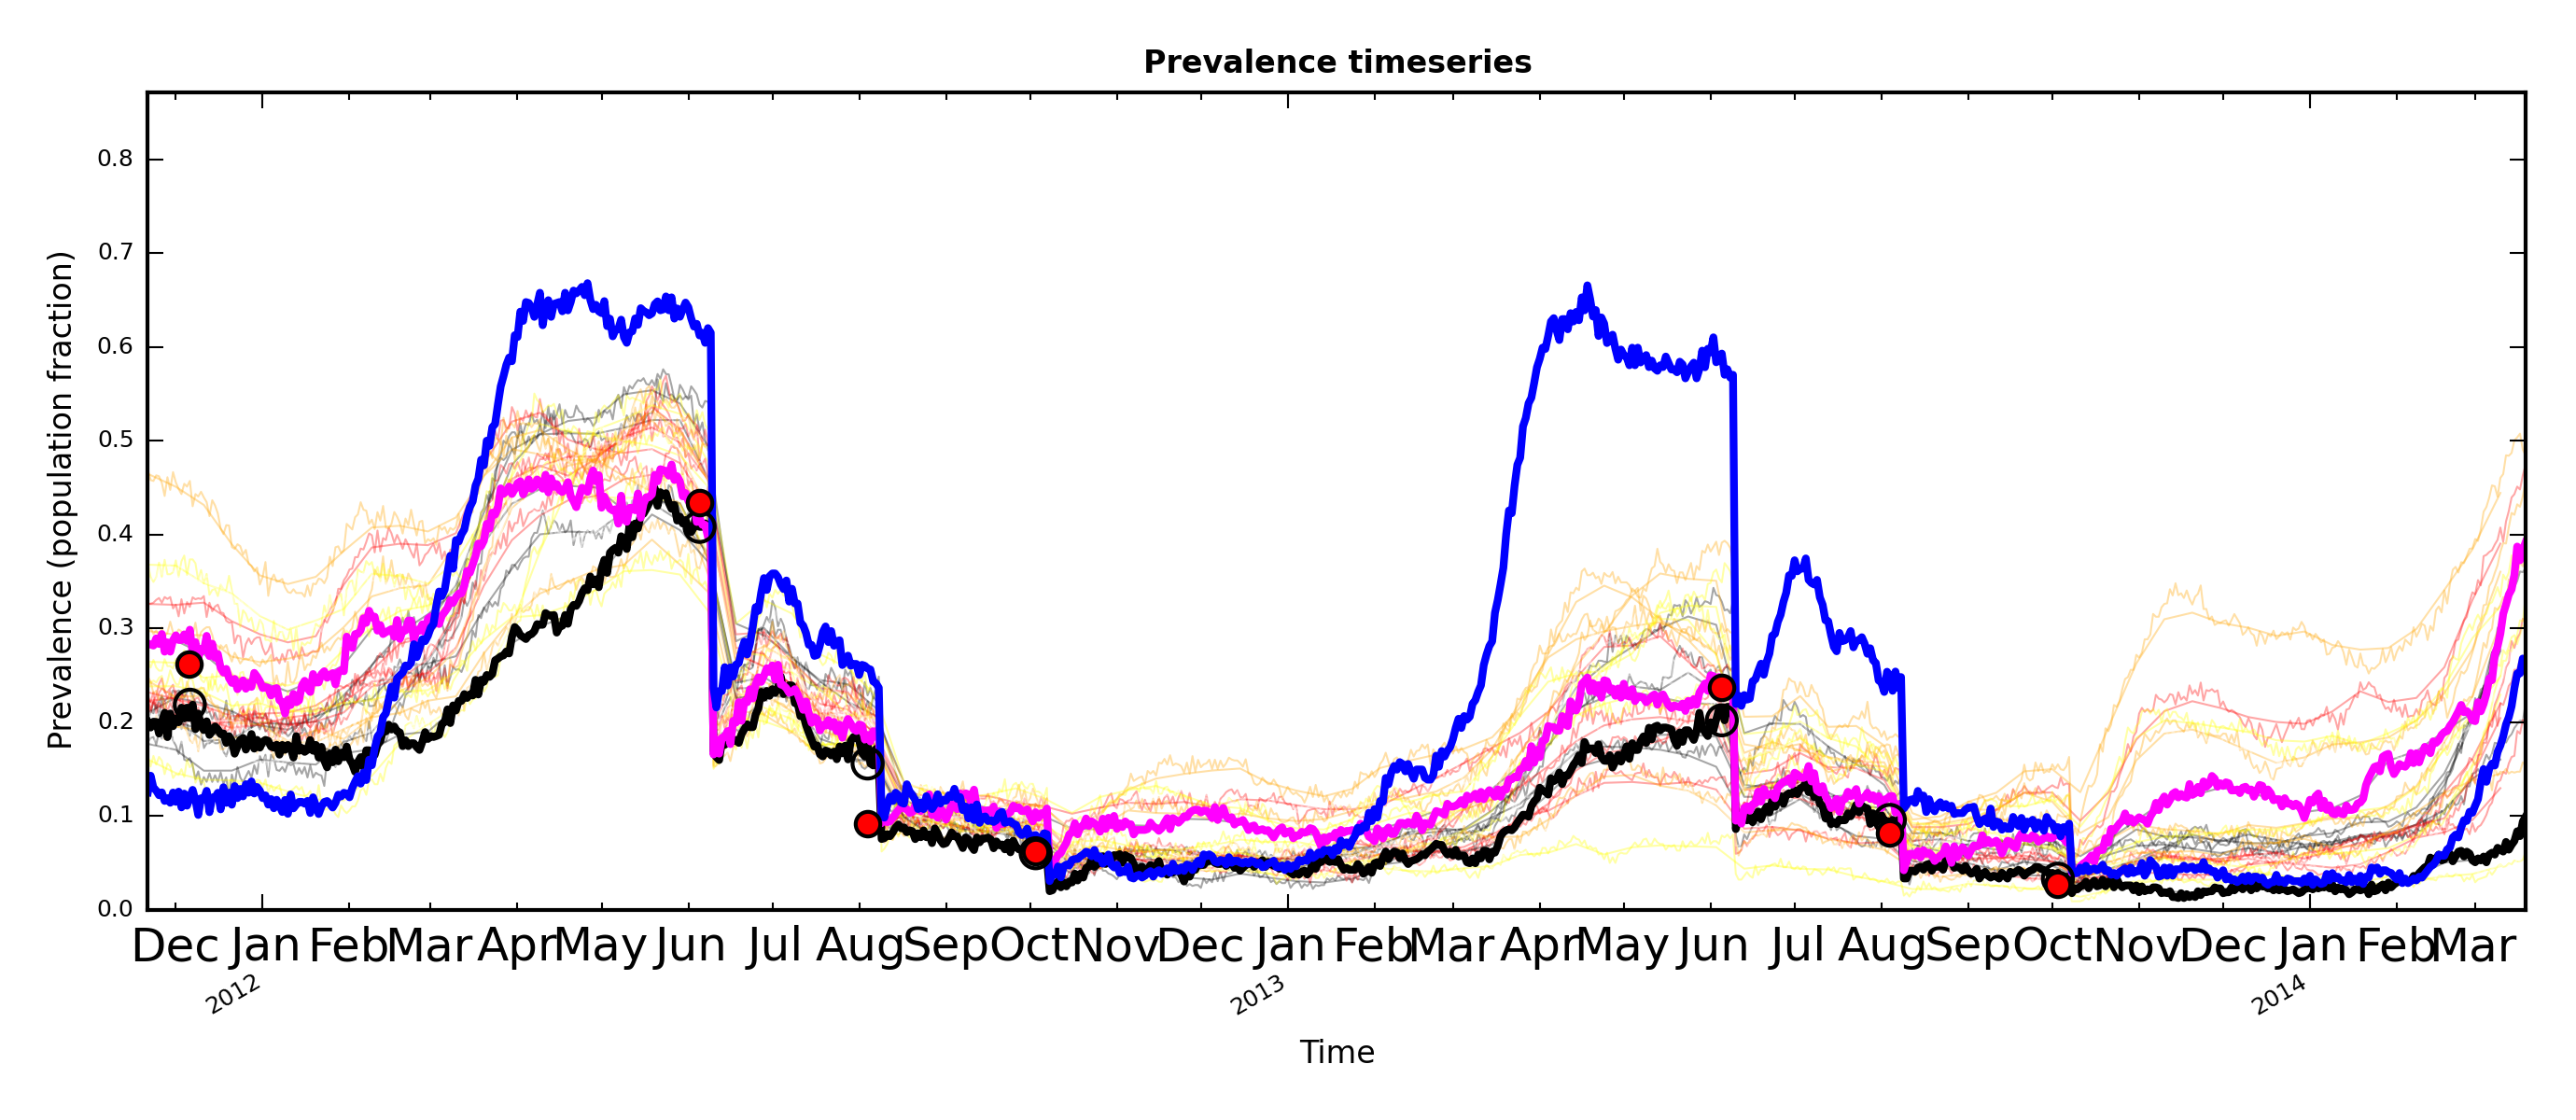 Prevalence timeseries
0.8
0.7
0.6
0.5
0.4
0.3
0.2
0.1
0.0
Prevalence (population fraction)
Dec Jan Feb Mar Apr May Jun Jul Aug Sep Oct Nov Dec Jan Feb Mar Apr May Jun Jul Aug Sep Oct Nov Dec Jan Feb Mar
2012 2013 2014
Time